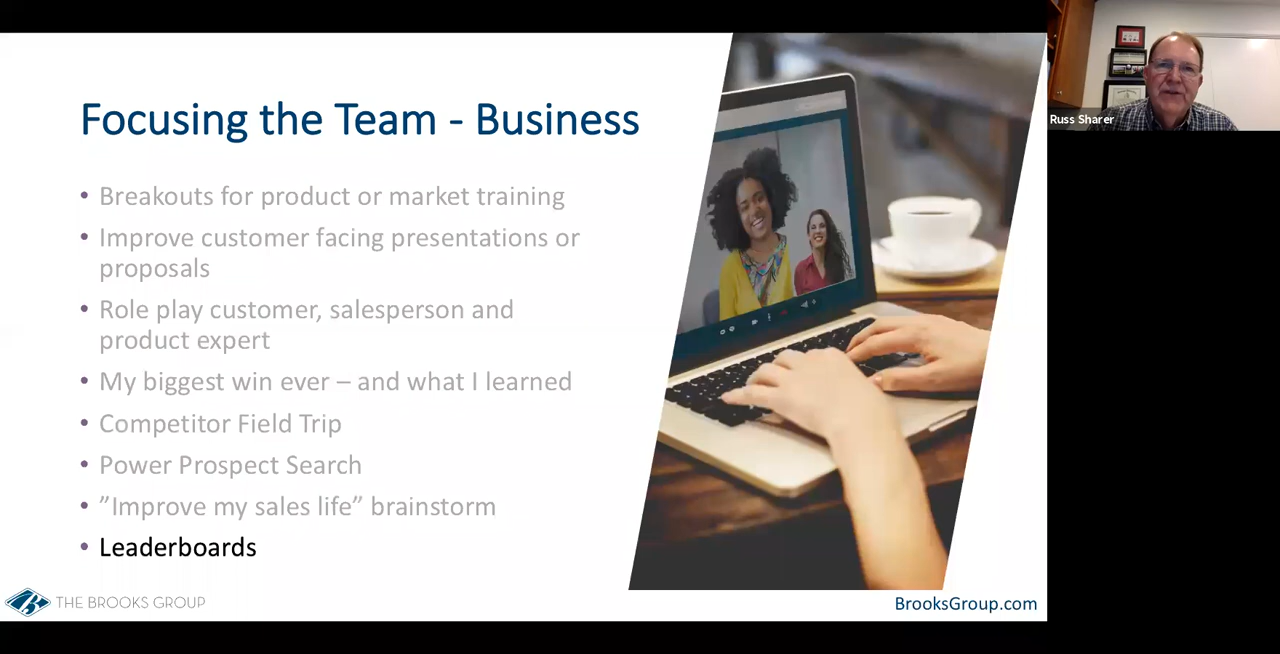 Focusing the Team - Business
• Breakouts for product or market training
• Improve customer facing presentations or
proposals
• Role play customer, salesperson and
product expert
• My biggest win ever – and what I learned
• Competitor Field Trip
• Power Prospect Search
• ”Improve my sales life” brainstorm
• Leaderboards
THE BROOKS GROUP
BrooksGroup.com
Russ Sharer